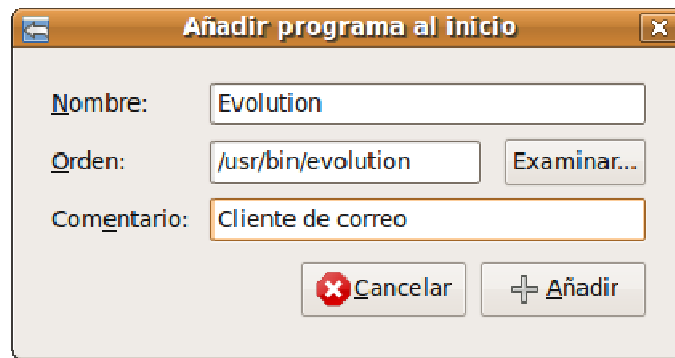 Añadir programa al inicio
Nombre: Evolution
Orden: /usr/bin/evolution Examinar...
Comentario: Cliente de correo
Cancelar Añadir